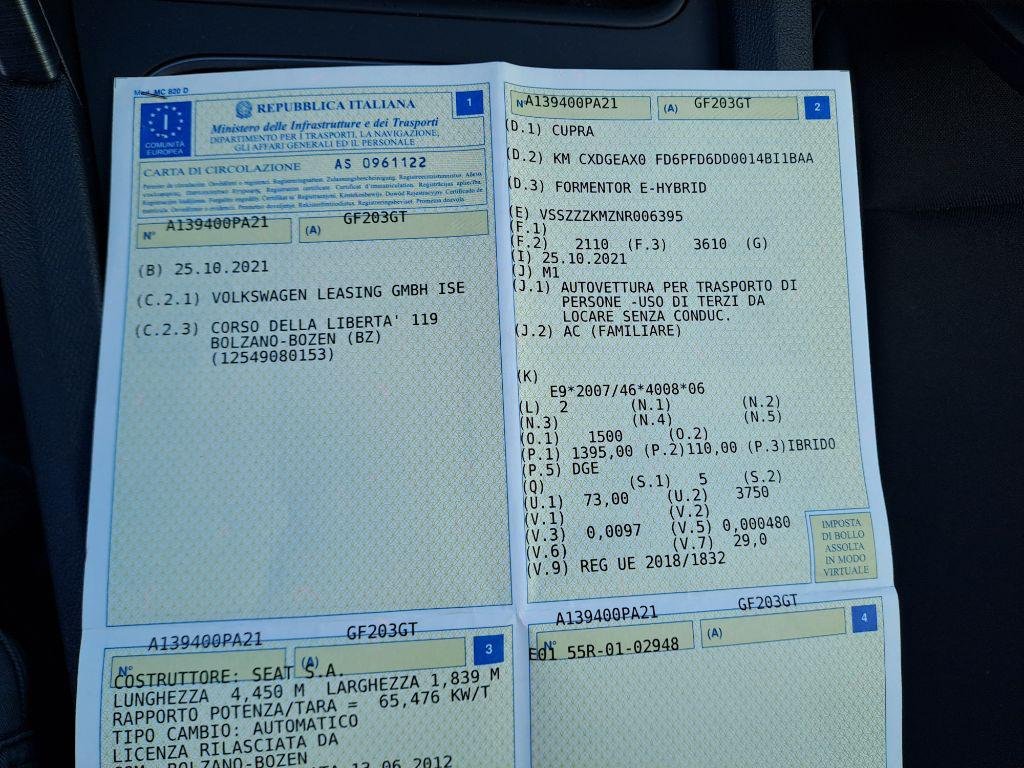 Mod. MC 820 D
1
I
COMUNITÀ
EUROPEA
REPUBBLICA ITALIANA
Ministero delle Infrastrutture e dei Trasporti
DIPARTIMENTO PER I TRASPORTI, LA NAVIGAZIONE,
GLI AFFARI GENERALI ED IL PERSONALE
CARTA DI CIRCOLAZIONE AS 0961122
N° A139400PA21 (A) GF203GT
(B) 25.10.2021
(C.2.1) VOLKSWAGEN LEASING GMBH ISE
(C.2.3) CORSO DELLA LIBERTA' 119
BOLZANO-BOZEN (BZ)
(12549080153)
N° A139400PA21 (A) GF203GT 2
(D.1) CUPRA
(D.2) KM CXDGEAX0 FD6PFD6DD0014BI1BAA
(D.3) FORMENTOR E-HYBRID
(E) VSSZZZKMZNR006395
(F.1)
(F.2) 2110 (F.3) 3610 (G)
(I) 25.10.2021
(J) M1
(J.1) AUTOVETTURA PER TRASPORTO DI
PERSONE -USO DI TERZI DA
LOCARE SENZA CONDUC.
(J.2) AC (FAMILIARE)
(K)
E9*2007/46*4008*06
(L) 2 (N.1) (N.2)
(N.3) (N.4) (N.5)
(O.1) 1500 (O.2)
(P.1) 1395,00 (P.2)110,00 (P.3)IBRIDO
(P.5) DGE
(Q) (S.1) 5 (S.2)
(U.1) 73,00 (U.2) 3750
(V.1) (V.2)
(V.3) 0,0097 (V.5) 0,000480
(V.6) (V.7) 29,0
(V.9) REG UE 2018/1832
IMPOSTA
DI BOLLO
ASSOLTA
IN MODO
VIRTUALE
A139400PA21 GF203GT
N° (A) 3
COSTRUTTORE: SEAT S.A.
LUNGHEZZA 4,450 M LARGHEZZA 1,839 M
RAPPORTO POTENZA/TARA = 65,476 KW/T
TIPO CAMBIO: AUTOMATICO
LICENZA RILASCIATA DA
BOLZANO-BOZEN
13.06.2012
A139400PA21 GF203GT
N° (A) 4
E01 55R-01-02948